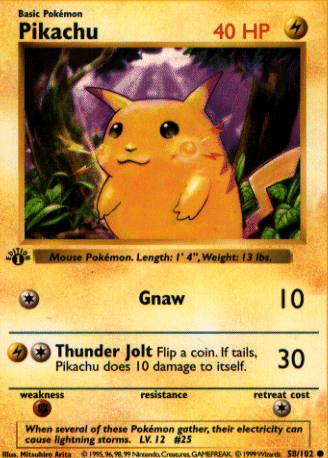 Basic Pokémon
Pikachu 40 HP
EDITION
1
Mouse Pokémon. Length: 1' 4", Weight: 13 lbs.
Gnaw 10
Thunder Jolt Flip a coin. If tails, 30
Pikachu does 10 damage to itself.
weakness resistance retreat cost
When several of these Pokémon gather, their electricity can
cause lightning storms. LV. 12 #25
Illus. Mitsuhiro Arita © 1995, 96, 98, 99 Nintendo, Creatures, GAMEFREAK. © 1999 Wizards. 58/102